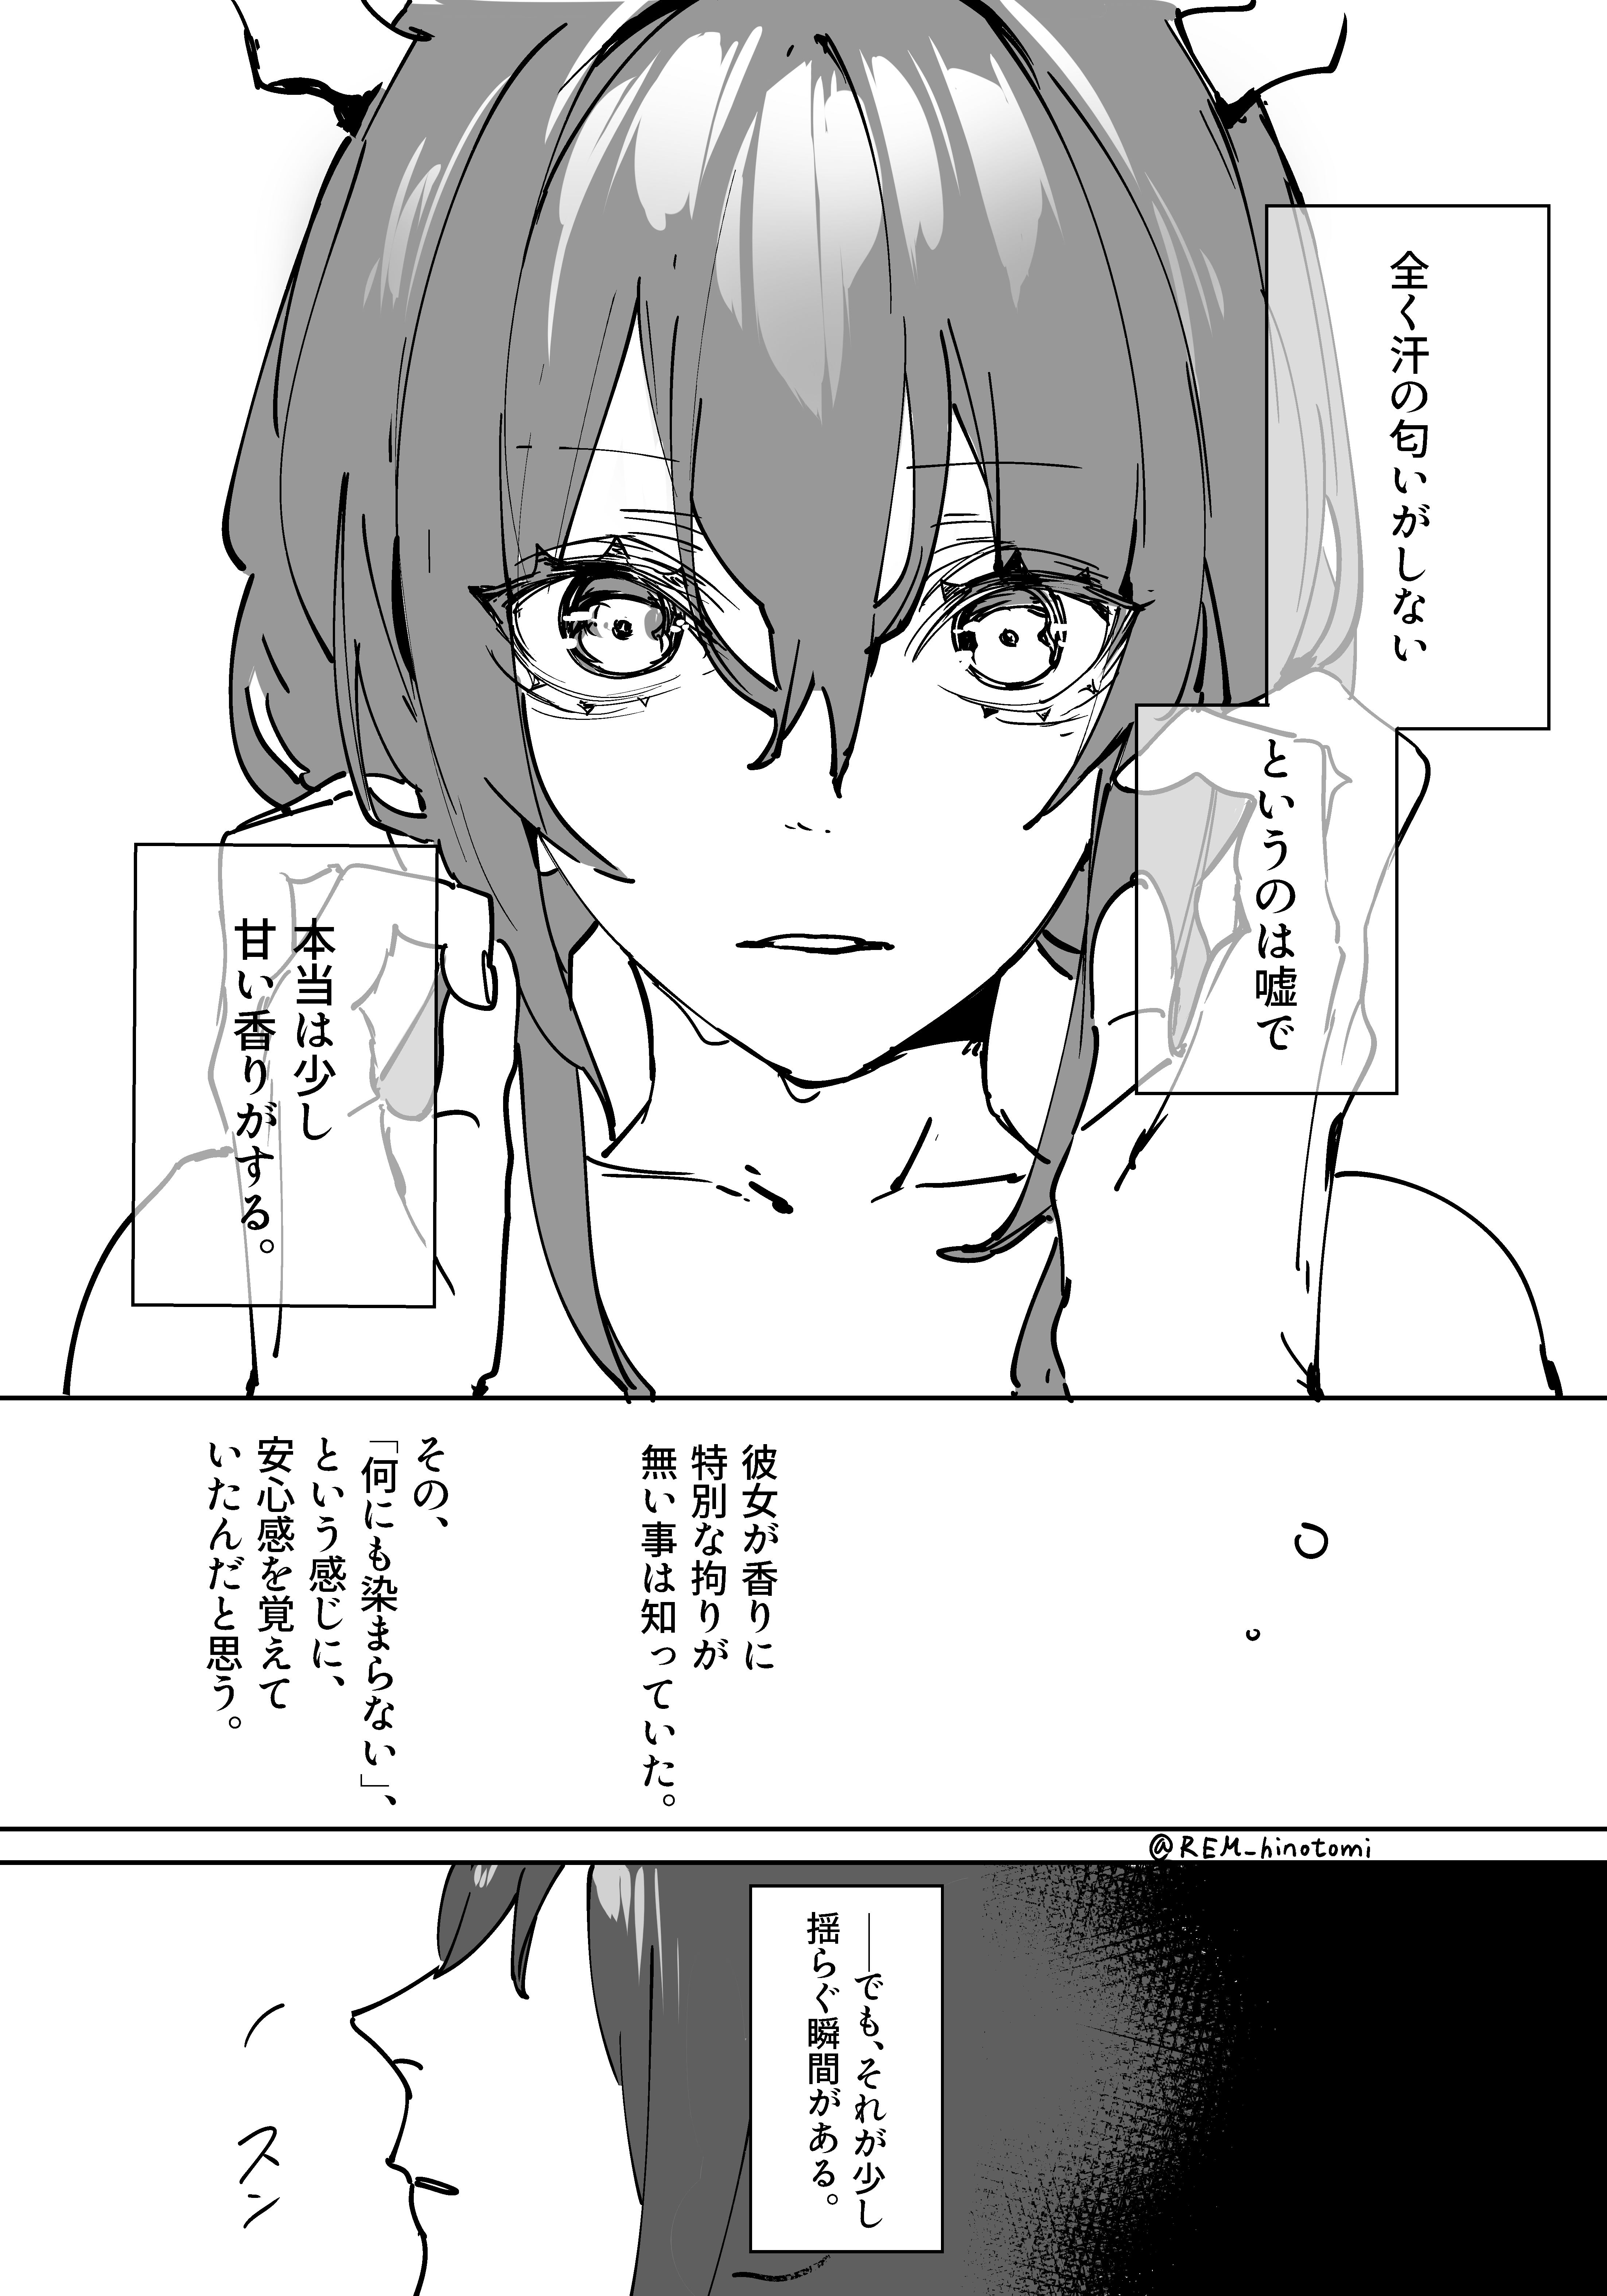 全く汗の匂いがしない
というのは嘘で
本当は少し
甘い香りがする。
彼女が香りに
特別な拘りが
無い事は知っていた。
その、
「何にも染まらない」、
という感じに、
安心感を覚えて
いたんだと思う。
@REM_hinotomi
――でも、それが少し
揺らぐ瞬間がある。
スン